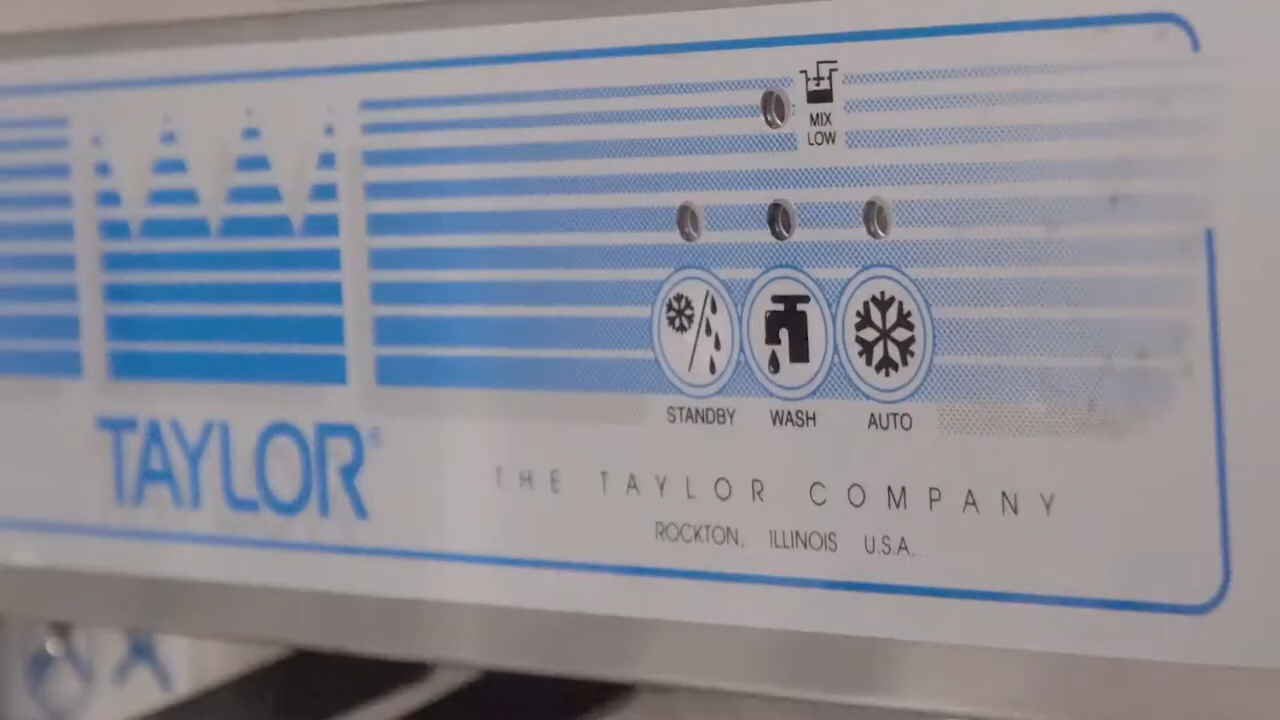 MIX
LOW
STANDBY WASH AUTO
TAYLOR®
THE TAYLOR COMPANY
ROCKTON, ILLINOIS U.S.A.